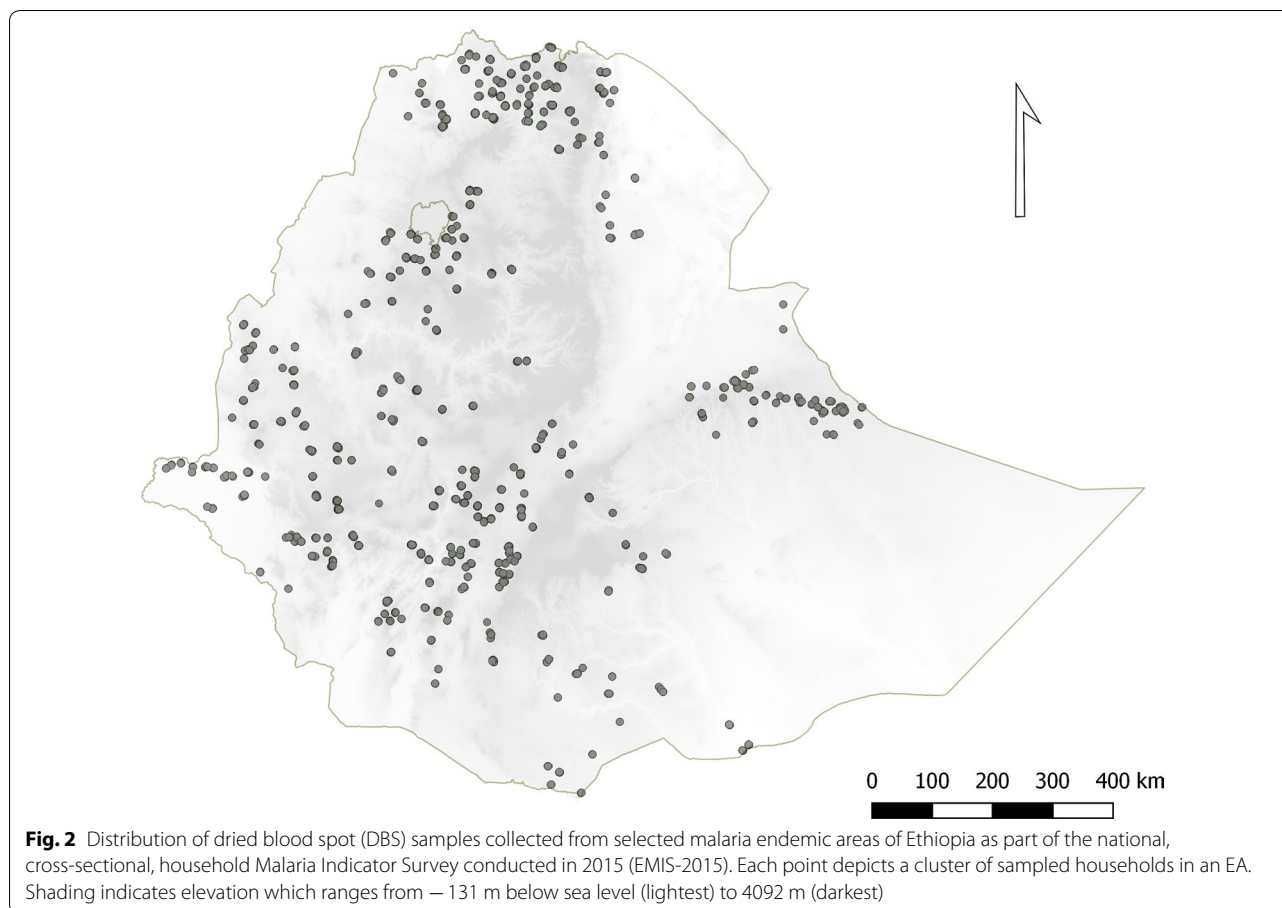 0 100 200 300 400 km
Fig. 2 Distribution of dried blood spot (DBS) samples collected from selected malaria endemic areas of Ethiopia as part of the national,
cross-sectional, household Malaria Indicator Survey conducted in 2015 (EMIS-2015). Each point depicts a cluster of sampled households in an EA.
Shading indicates elevation which ranges from − 131 m below sea level (lightest) to 4092 m (darkest)